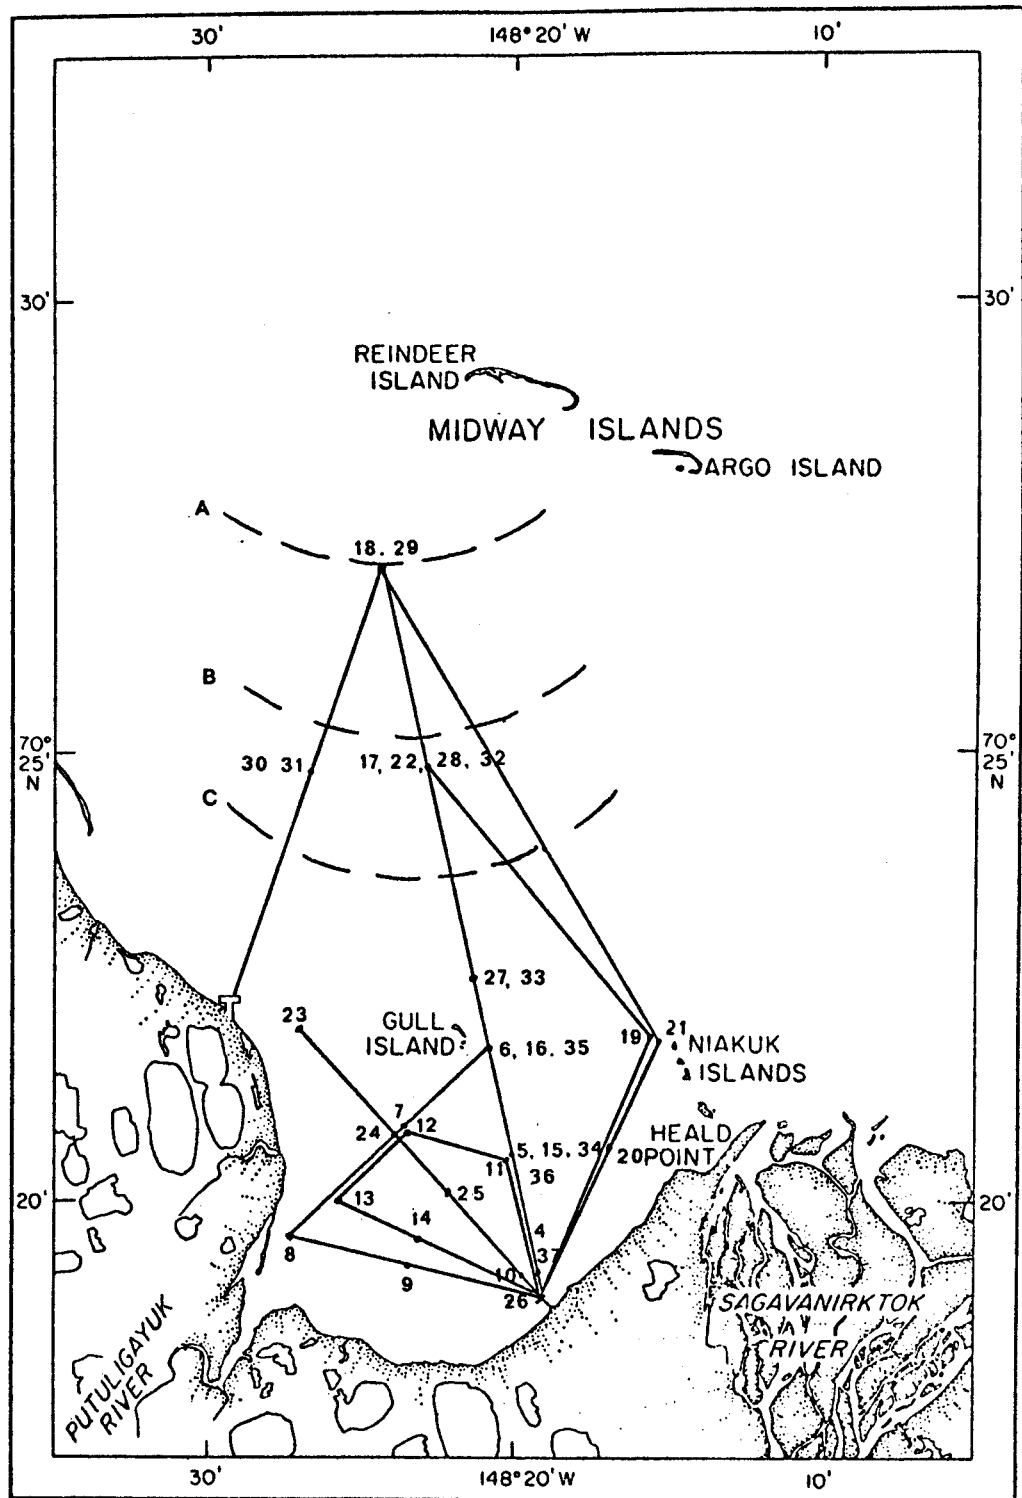 30'
148° 20' W
10'
30'
30'
REINDEER
ISLAND
MIDWAY ISLANDS
ARGO ISLAND
A
18. 29
B
70°
25'
N
30 31
17, 22,
28, 32
70°
25'
N
C
27, 33
23
GULL
ISLAND
6, 16. 35
19
21
NIAKUK
ISLANDS
7
24
12
HEALD
POINT
5, 15, 34
20
11
36
25
13
20'
20'
14
4
8
37
9
10
26
SAGAVANIRKTOK
RIVER
PUTULIGAYUK
RIVER
30'
148° 20' W
10'